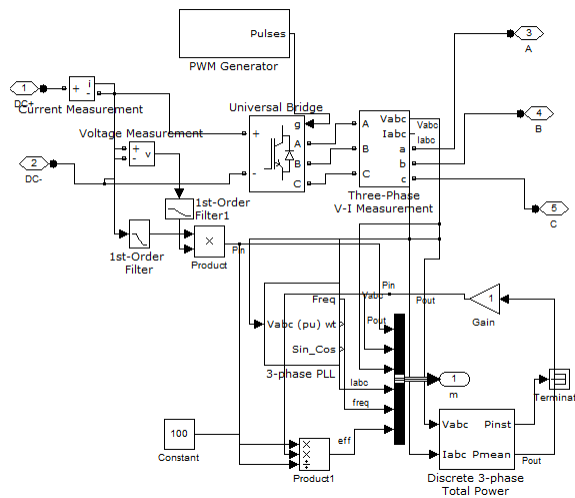 Pulses
PWM Generator
3
A
1
DC+
+
i
-
Current Measurement
Universal Bridge
g
+
A
B
-
C
A
B
C
Vabc
Iabc
a
b
c
Vabc
Iabc
Three-Phase
V-I Measurement
4
B
Voltage Measurement
+
-
v
2
DC-
5
C
1st-Order
Filter1
1st-Order
Filter
×
Product
Pin
Freq
Vabc (pu) wt
Sin_Cos
3-phase PLL
Pin
Vabc
Pout
Pout
1
Gain
Iabc
freq
eff
1
m
Terminat
100
Constant
×
×
÷
Product1
Vabc
Pinst
Iabc
Pmean
Pout
Discrete 3-phase
Total Power